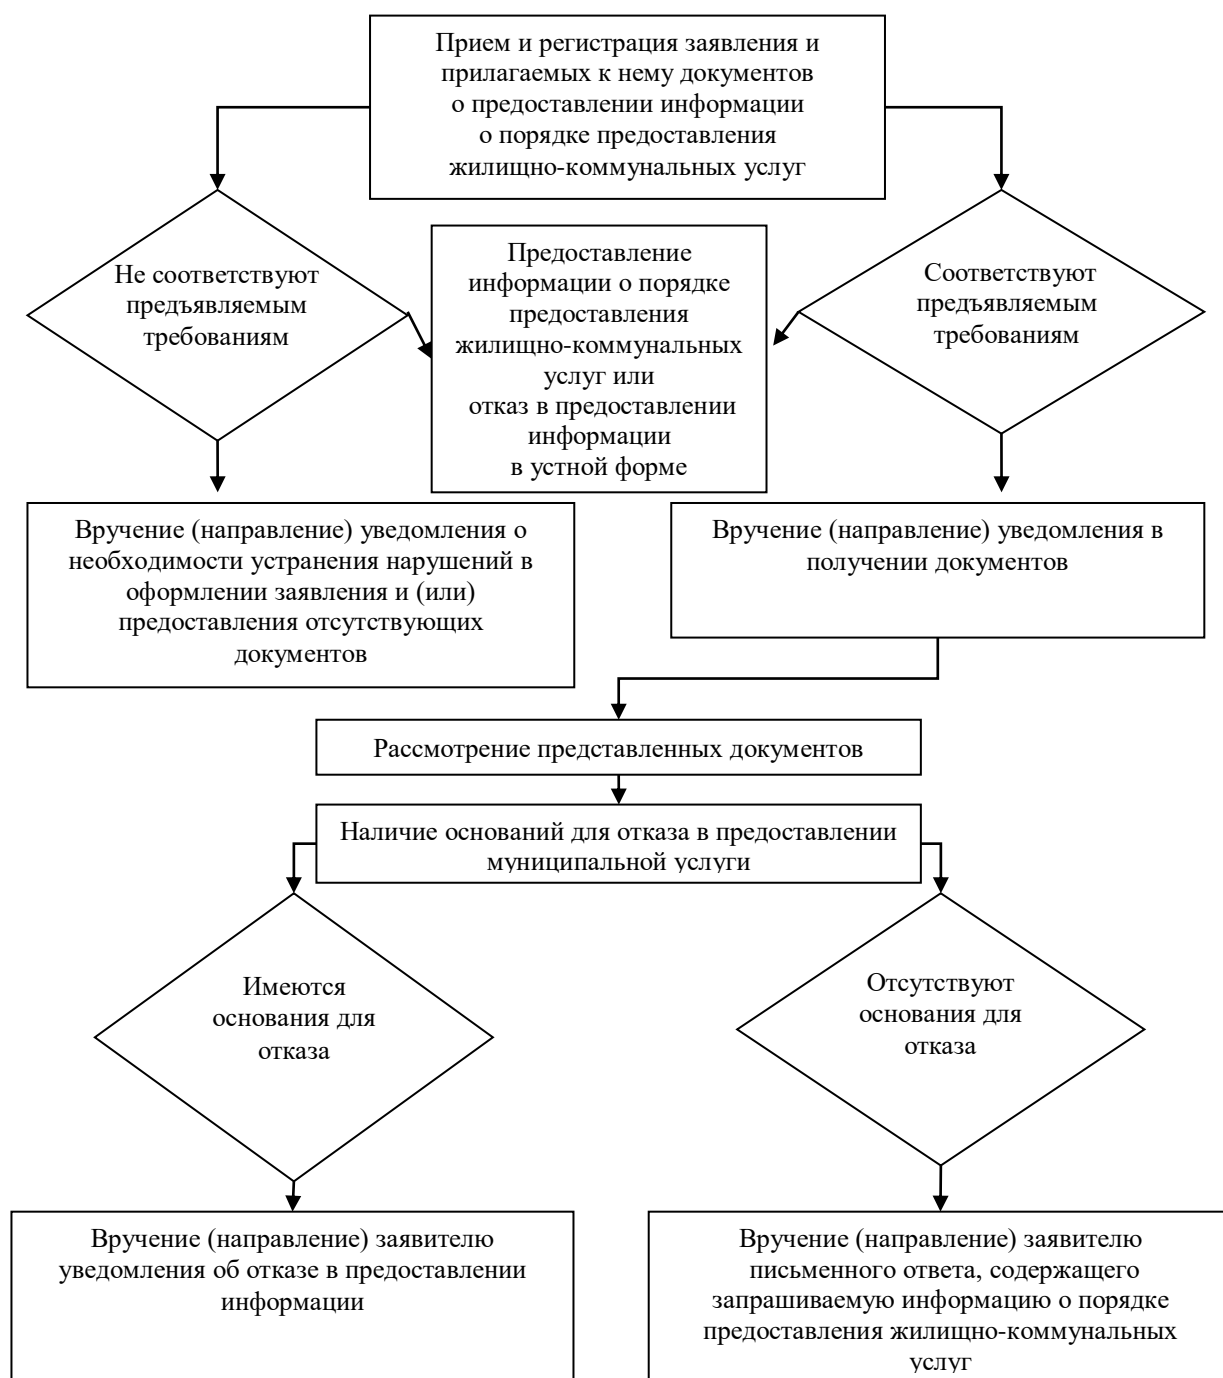 Прием и регистрация заявления и
прилагаемых к нему документов
о предоставлении информации
о порядке предоставления
жилищно-коммунальных услуг
Не соответствуют
предъявляемым
требованиям
Предоставление
информации о порядке
предоставления
жилищно-коммунальных
услуг или
отказ в предоставлении
информации
в устной форме
Соответствуют
предъявляемым
требованиям
Вручение (направление) уведомления о
необходимости устранения нарушений в
оформлении заявления и (или)
предоставления отсутствующих
документов
Вручение (направление) уведомления в
получении документов
Рассмотрение представленных документов
Наличие оснований для отказа в предоставлении
муниципальной услуги
Имеются
основания для
отказа
Отсутствуют
основания для
отказа
Вручение (направление) заявителю
уведомления об отказе в предоставлении
информации
Вручение (направление) заявителю
письменного ответа, содержащего
запрашиваемую информацию о порядке
предоставления жилищно-коммунальных
услуг